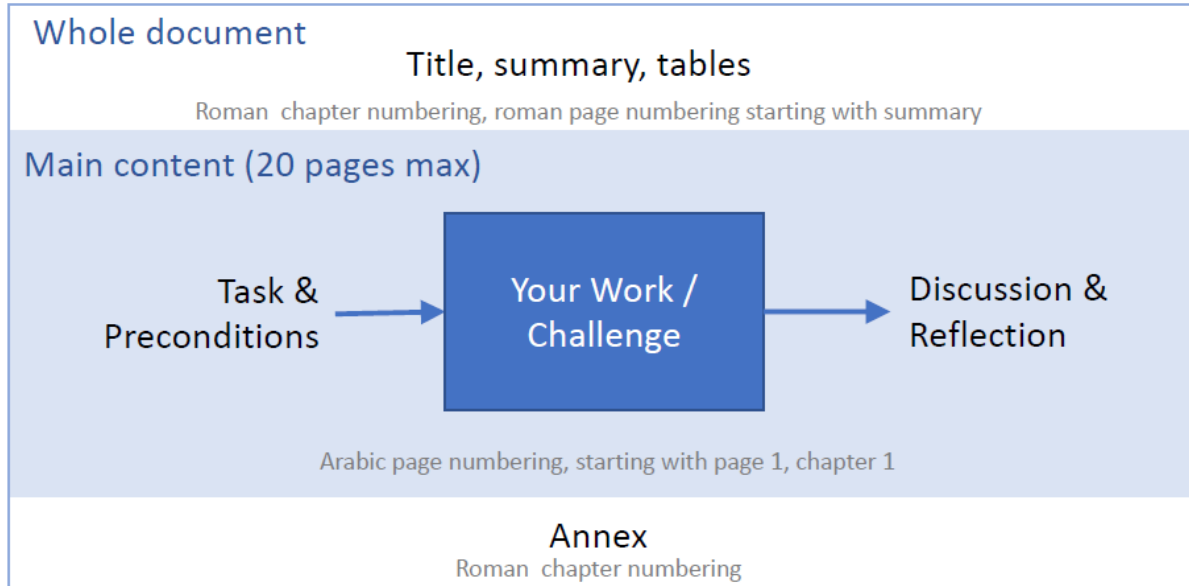 Whole document
Title, summary, tables
Roman chapter numbering, roman page numbering starting with summary
Main content (20 pages max)
Task &
Preconditions
Your Work /
Challenge
Discussion &
Reflection
Arabic page numbering, starting with page 1, chapter 1
Annex
Roman chapter numbering